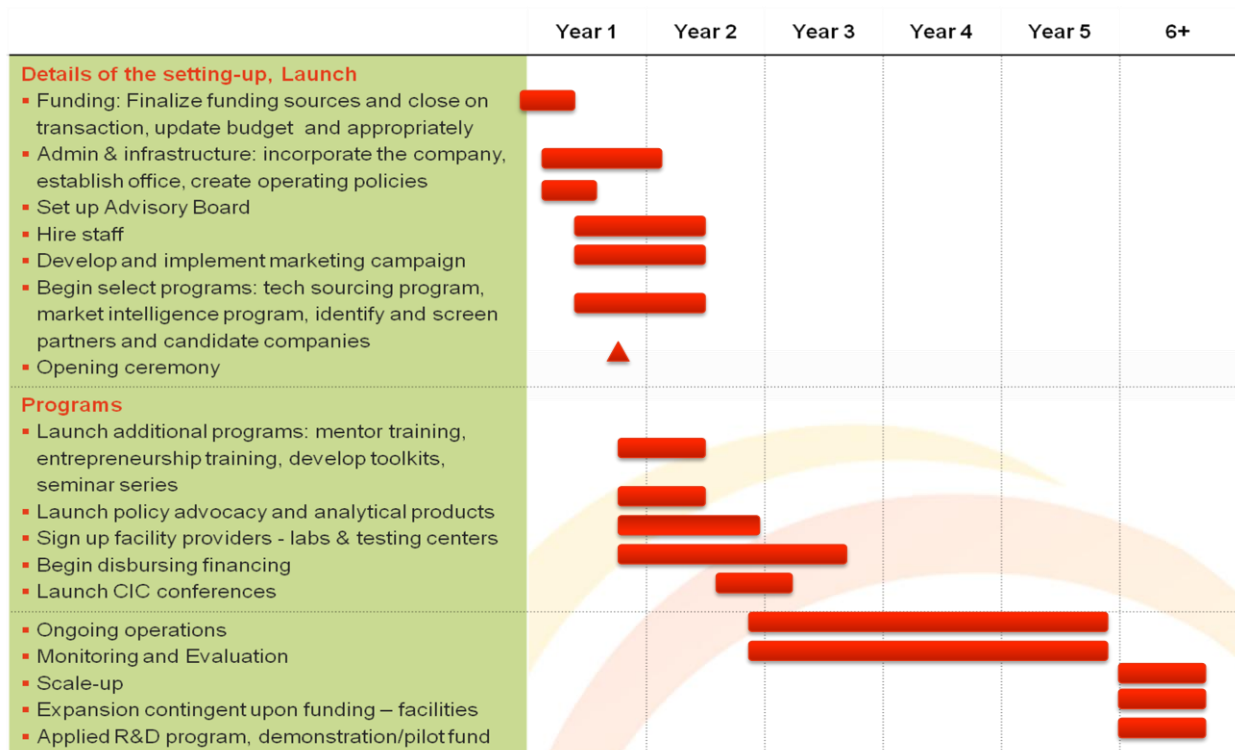 Year 1 Year 2 Year 3 Year 4 Year 5 6+
Details of the setting-up, Launch
▪ Funding: Finalize funding sources and close on
transaction, update budget and appropriately
▪ Admin & infrastructure: incorporate the company,
establish office, create operating policies
▪ Set up Advisory Board
▪ Hire staff
▪ Develop and implement marketing campaign
▪ Begin select programs: tech sourcing program,
market intelligence program, identify and screen
partners and candidate companies
▪ Opening ceremony
Programs
▪ Launch additional programs: mentor training,
entrepreneurship training, develop toolkits,
seminar series
▪ Launch policy advocacy and analytical products
▪ Sign up facility providers - labs & testing centers
▪ Begin disbursing financing
▪ Launch CIC conferences
▪ Ongoing operations
▪ Monitoring and Evaluation
▪ Scale-up
▪ Expansion contingent upon funding – facilities
▪ Applied R&D program, demonstration/pilot fund